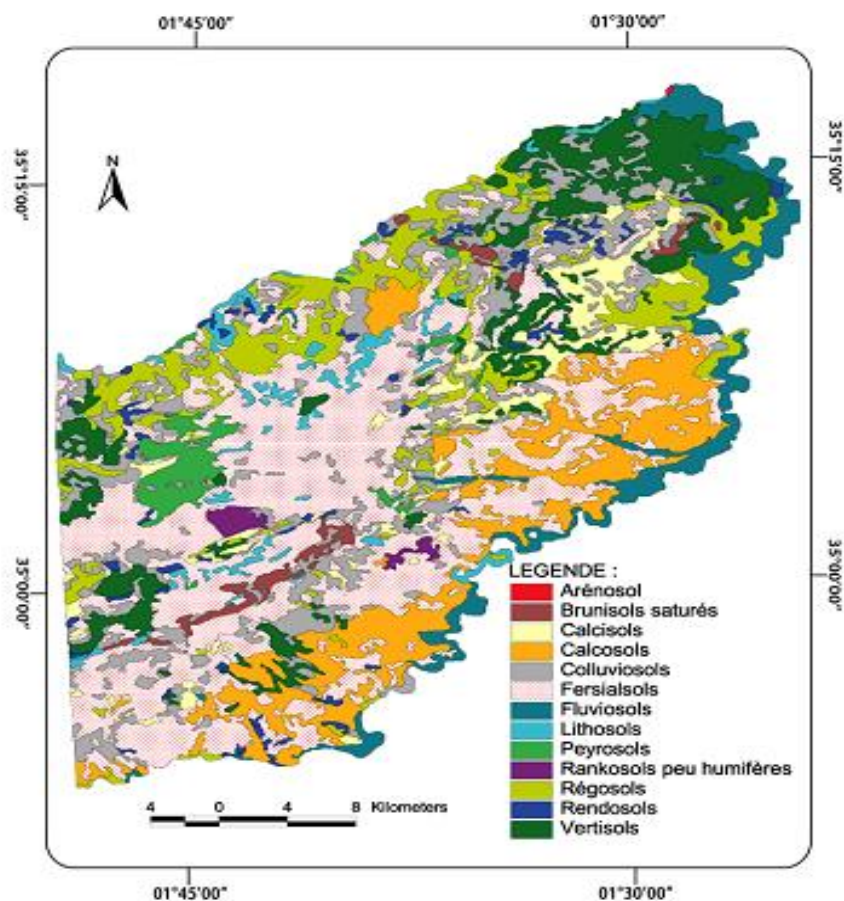 01°45'00" 01°30'00"
N
35°15'00"
35°15'00"
35°00'00"
35°0'0,00"
LEGENDE :
Arénosol
Brunisols saturés
Calcisols
Calcosols
Colluviosols
Fersialsols
Fluviosols
Lithosols
Peyrosols
Rankosols peu humifères
Régosols
Rendosols
Vertisols
4 0 4 8 Kilometers
01°45'00" 01°30'00"